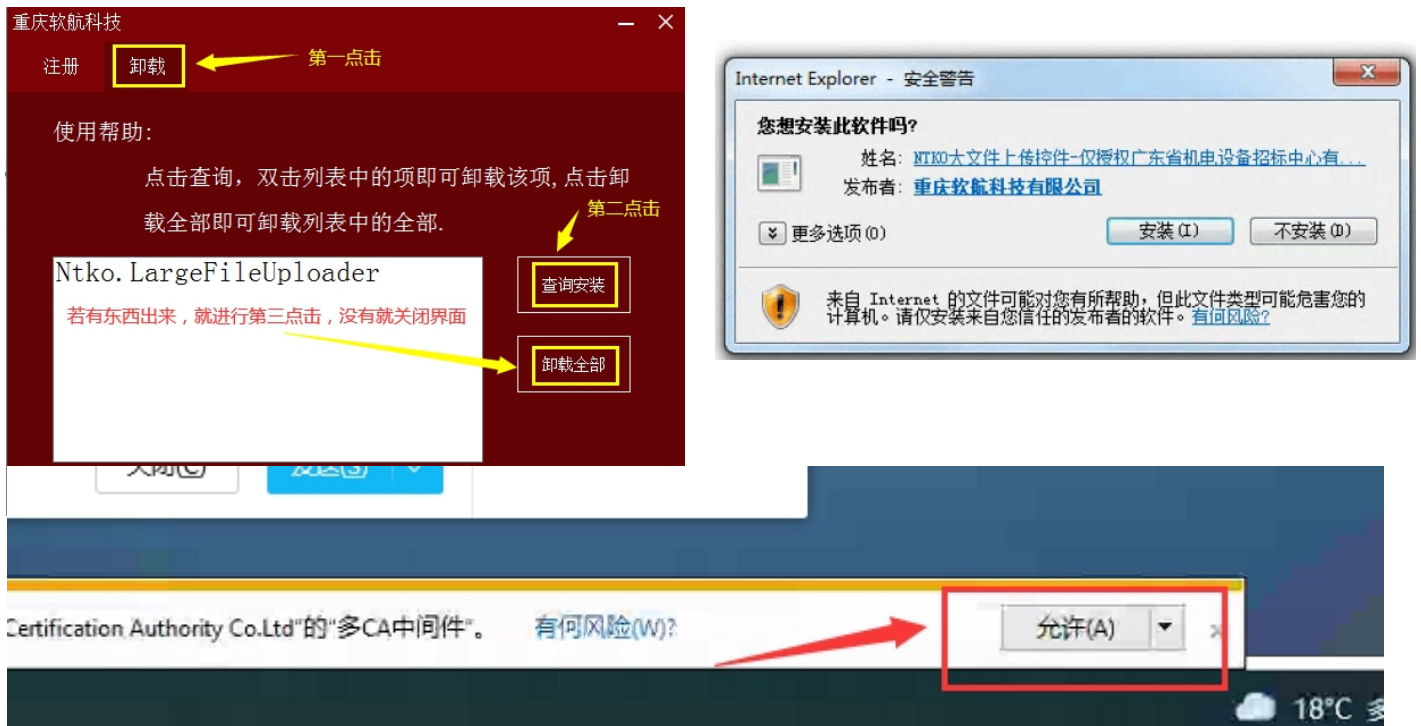 重庆软航科技
注册 卸载 第一点击
使用帮助:
点击查询，双击列表中的项即可卸载该项,点击卸
载全部即可卸载列表中的全部.
第二点击
Ntko.LargeFileUploader
若有东西出来，就进行第三点击，没有就关闭界面
查询安装
卸载全部
Internet Explorer - 安全警告
您想安装此软件吗?
姓名: NTKO大文件上传控件-仅授权广东省机电设备招标中心有...
发布者: 重庆软航科技有限公司
更多选项(O)
安装(I)
不安装(D)
来自 Internet 的文件可能对您有所帮助，但此文件类型可能危害您的
计算机。请仅安装来自您信任的发布者的软件。有何风险?
关闭(C) 发送(S)
Certification Authority Co.Ltd"的"多CA中间件"。 有何风险(W)? 允许(A)
18°C 多